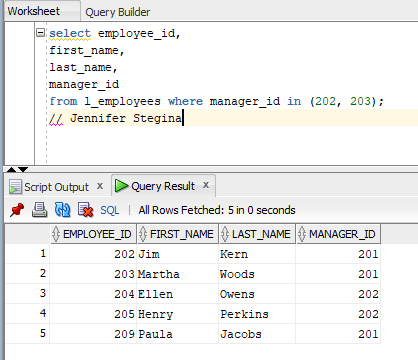 Worksheet Query Builder
select employee_id,
first_name,
last_name,
manager_id
from l_employees where manager_id in (202, 203);
// Jennifer Stegina
Script Output x Query Result x
SQL | All Rows Fetched: 5 in 0 seconds
EMPLOYEE_ID FIRST_NAME LAST_NAME MANAGER_ID
1 202 Jim Kern 201
2 203 Martha Woods 201
3 204 Ellen Owens 202
4 205 Henry Perkins 202
5 209 Paula Jacobs 201